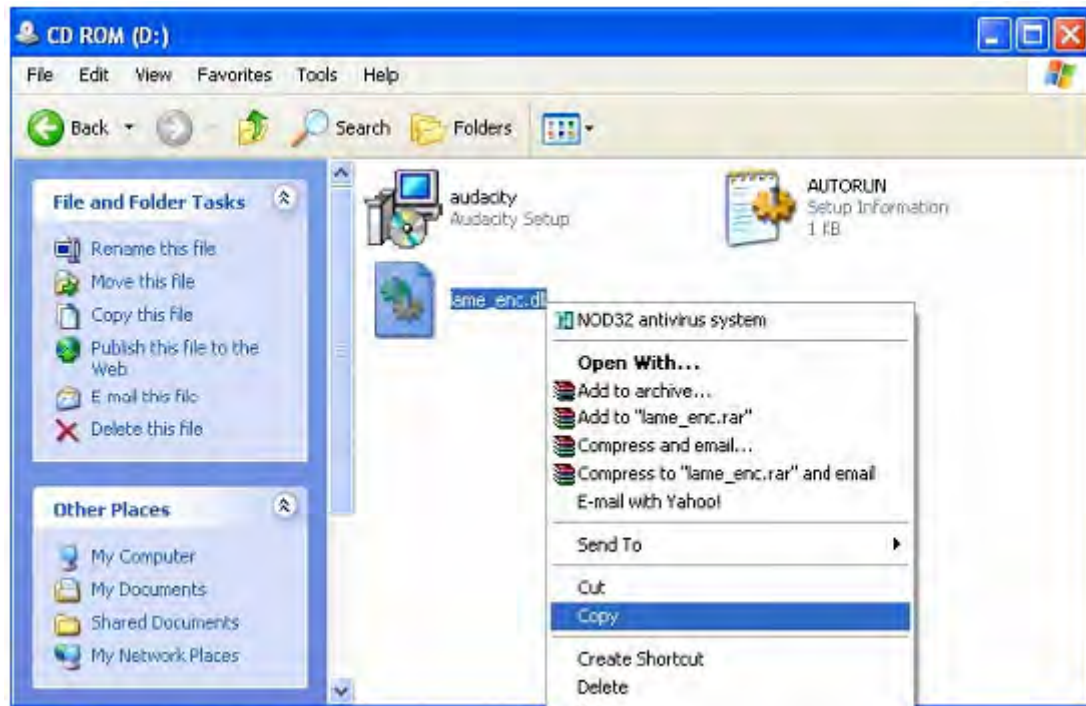 CD ROM (D:)
File Edit View Favorites Tools Help
Back Search Folders
File and Folder Tasks
Rename this file
Move this file
Copy this file
Publish this file to the
Web
E-mail this file
Delete this file
Other Places
My Computer
My Documents
Shared Documents
My Network Places
audacity
Audacity Setup
AUTORUN
Setup Information
1 KB
lame_enc.dl
NOD32 antivirus system
Open With...
Add to archive...
Add to "lame_enc.rar"
Compress and email...
Compress to "lame_enc.rar" and email
E-mail with Yahoo!
Send To
Cut
Copy
Create Shortcut
Delete